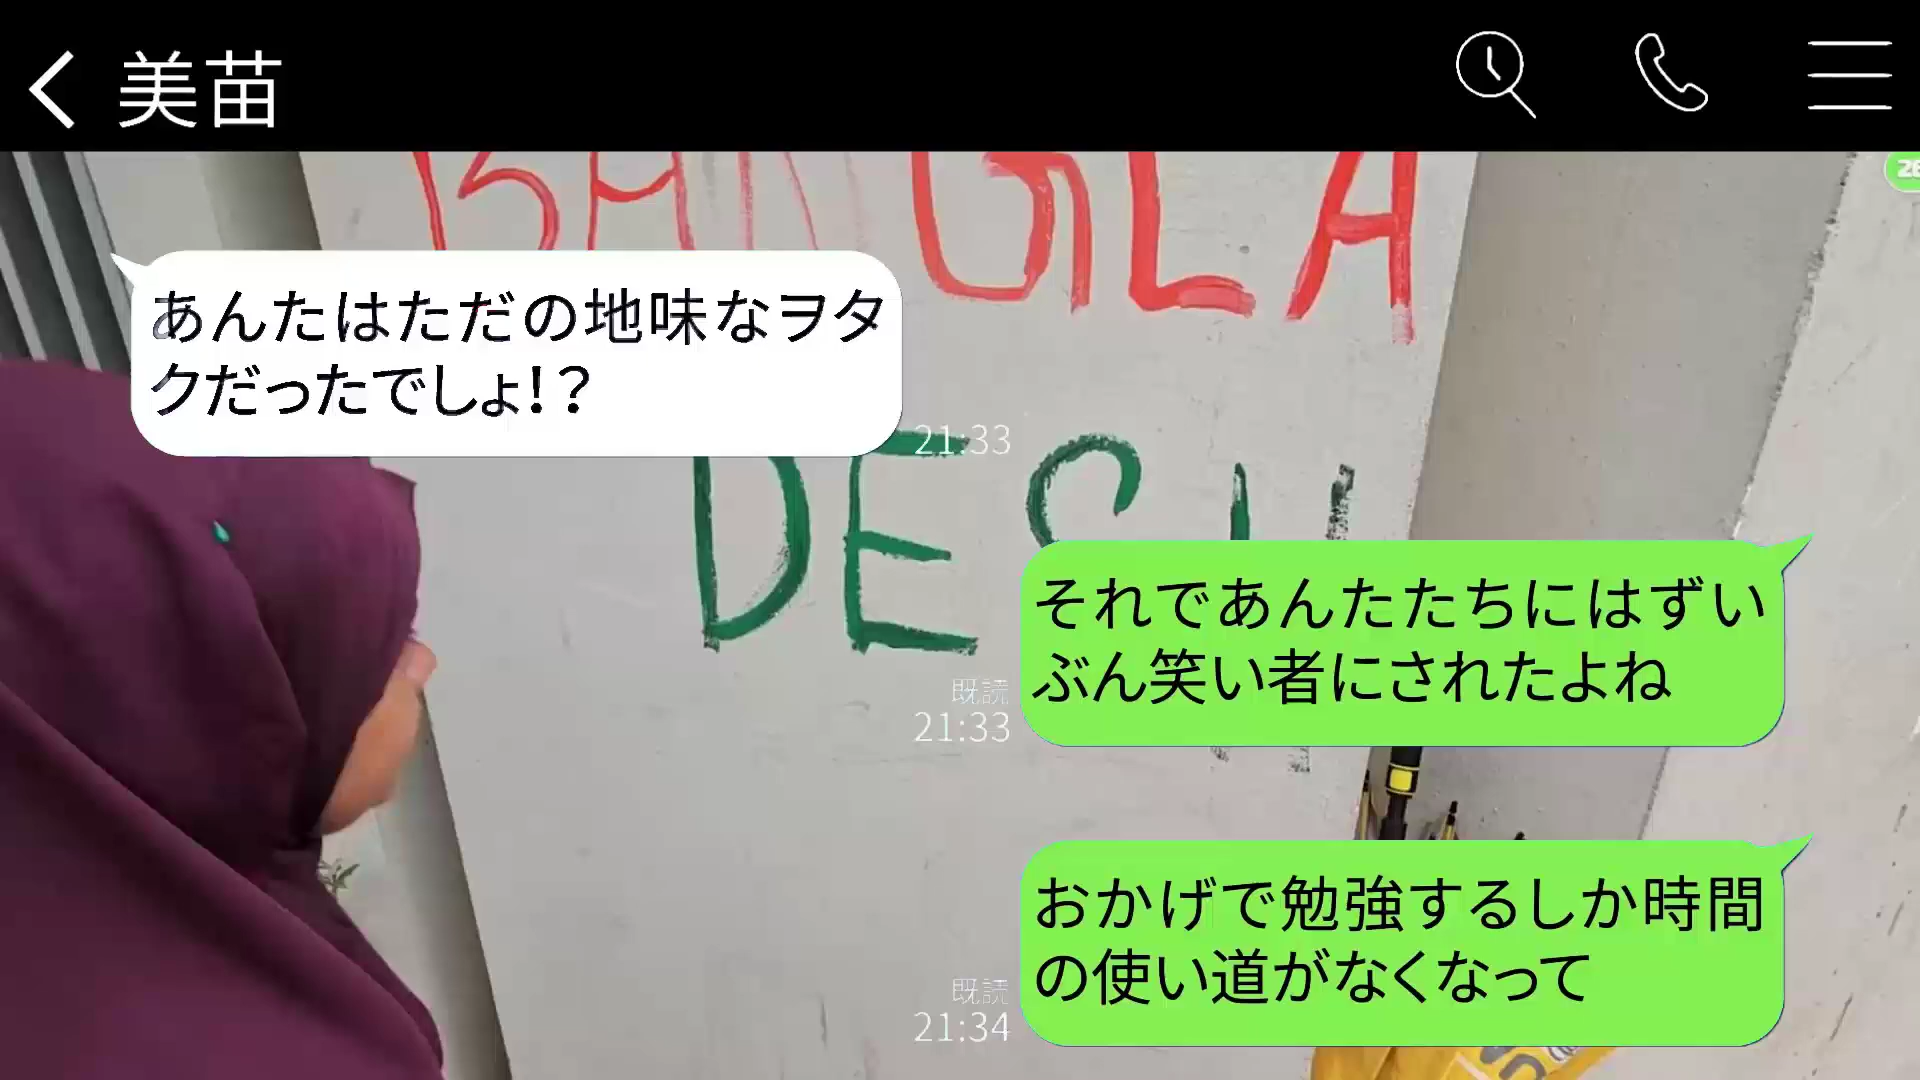 美苗
BANGLA
あんたはただの地味なヲタ
クだったでしょ!?
21:33
DESH
それであんたたちにはずい
ぶん笑い者にされたよね
既読
21:33
おかげで勉強するしか時間
の使い道がなくなって
既読
21:34